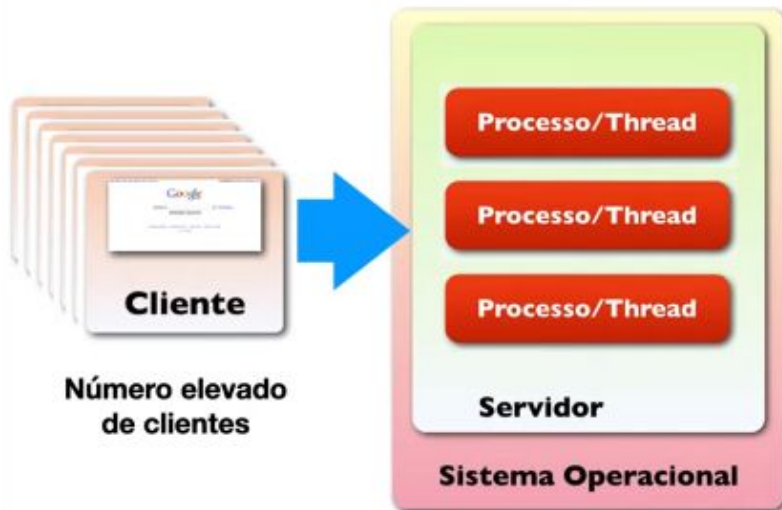 Google
Cliente
Número elevado
de clientes
Processo/Thread
Processo/Thread
Processo/Thread
Servidor
Sistema Operacional